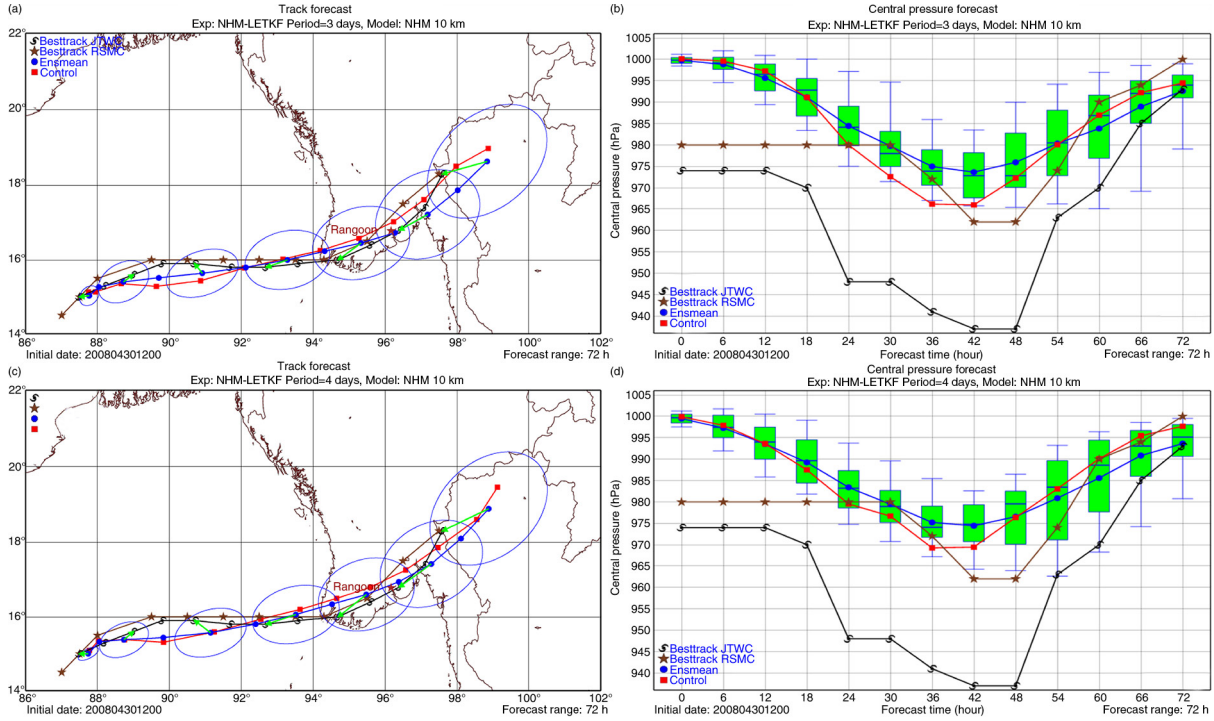 (a)
Track forecast
Exp: NHM-LETKF Period=3 days, Model: NHM 10 km
22°
20°
18°
16°
14°
Besttrack JTWC
Besttrack RSMC
Ensmean
Control
Rangoon
86 88 90 92 94 96 98 100 102
Initial date: 200804301200
Forecast range: 72 h
(b)
Central pressure forecast
Exp: NHM-LETKF Period=3 days, Model: NHM 10 km
Central pressure (hPa)
1005
1000
995
990
985
980
975
970
965
960
955
950
945
940
Besttrack JTWC
Besttrack RSMC
Ensmean
Control
0 6 12 18 24 30 36 42 48 54 60 66 72
Initial date: 200804301200
Forecast time (hour)
Forecast range: 72 h
(c)
Track forecast
Exp: NHM-LETKF Period=4 days, Model: NHM 10 km
22°
20°
18°
16°
14°
Rangoon
86 88 90 92 94 96 98 100 102
Initial date: 200804301200
Forecast range: 72 h
(d)
Central pressure forecast
Exp: NHM-LETKF Period=4 days, Model: NHM 10 km
Central pressure (hPa)
1005
1000
995
990
985
980
975
970
965
960
955
950
945
940
Besttrack JTWC
Besttrack RSMC
Ensmean
Control
0 6 12 18 24 30 36 42 48 54 60 66 72
Initial date: 200804301200
Forecast time (hour)
Forecast range: 72 h